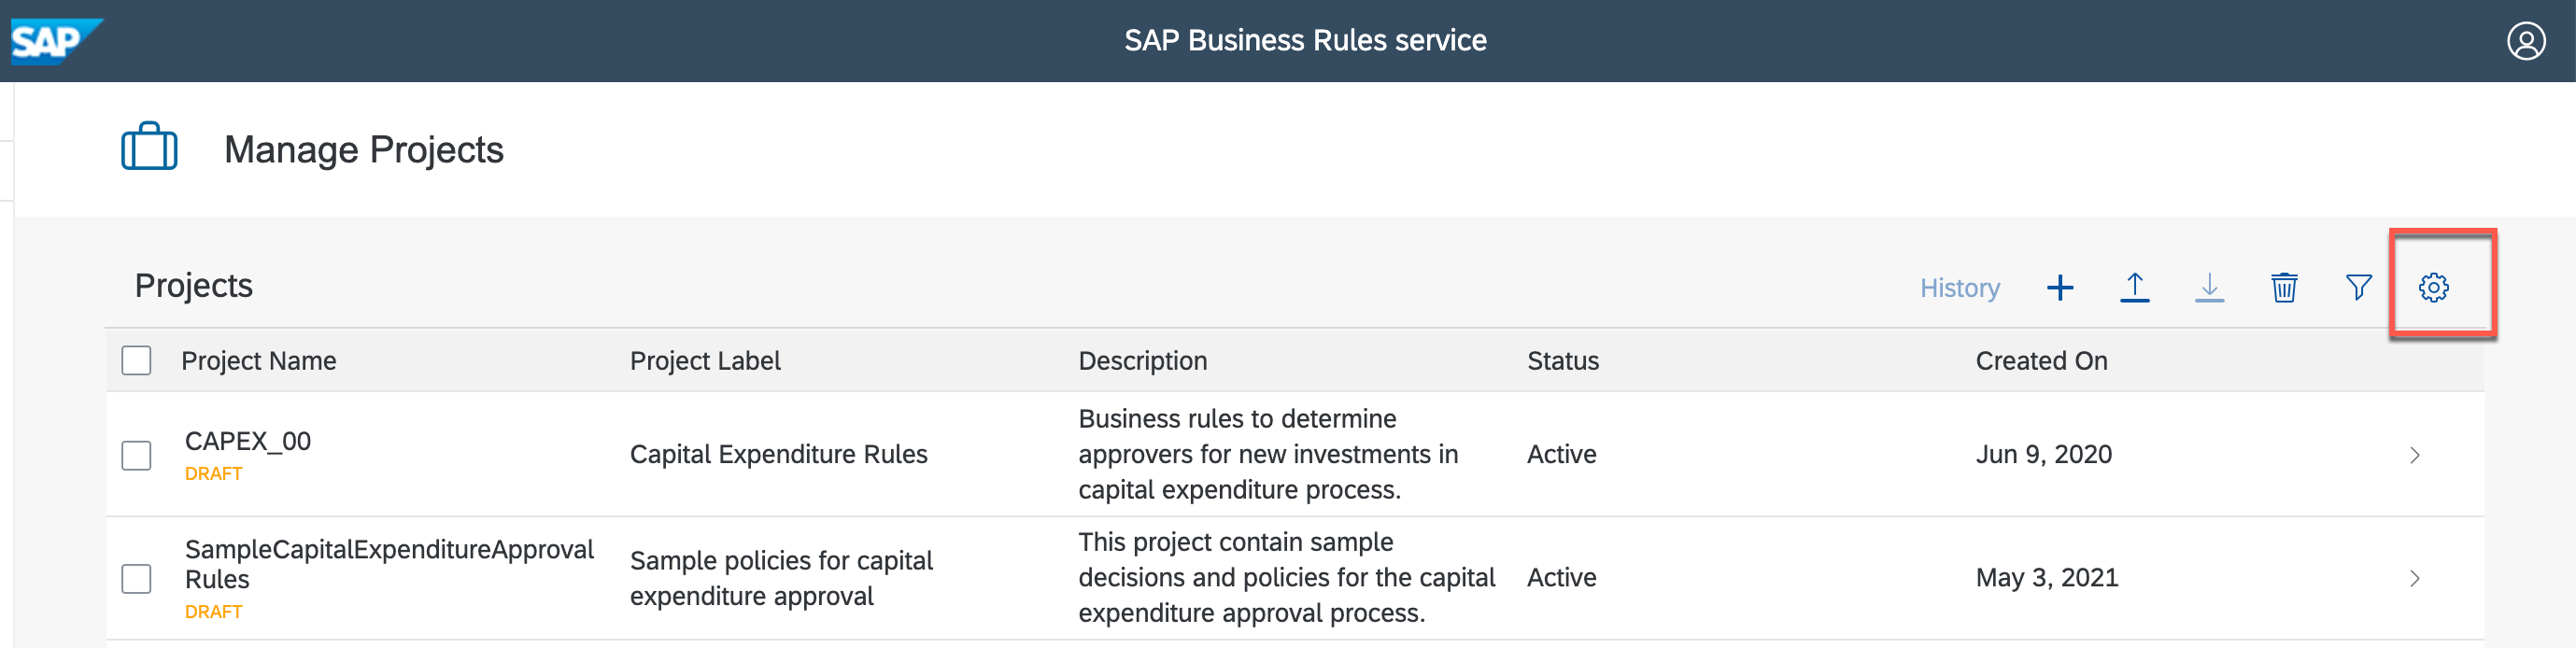 SAP
SAP Business Rules service
Manage Projects
Projects
History
Project Name
Project Label
Description
Status
Created On
CAPEX_00
DRAFT
Capital Expenditure Rules
Business rules to determine
approvers for new investments in
capital expenditure process.
Active
Jun 9, 2020
SampleCapitalExpenditureApproval
Rules
DRAFT
Sample policies for capital
expenditure approval
This project contain sample
decisions and policies for the capital
expenditure approval process.
Active
May 3, 2021